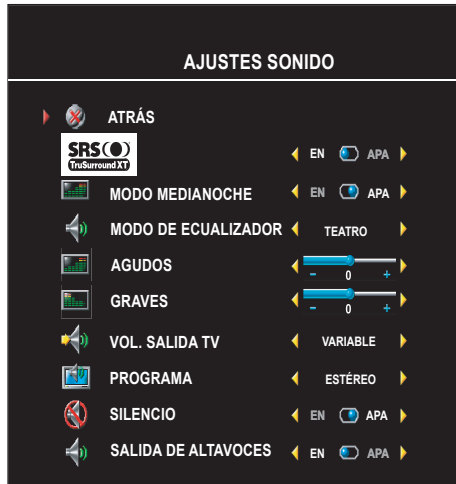 AJUSTES SONIDO
ATRÁS
SRS(●) TruSurround XT EN APA
MODO MEDIANOCHE EN APA
MODO DE ECUALIZADOR TEATRO
AGUDOS - 0 +
GRAVES - 0 +
VOL. SALIDA TV VARIABLE
PROGRAMA ESTÉREO
SILENCIO EN APA
SALIDA DE ALTAVOCES EN APA